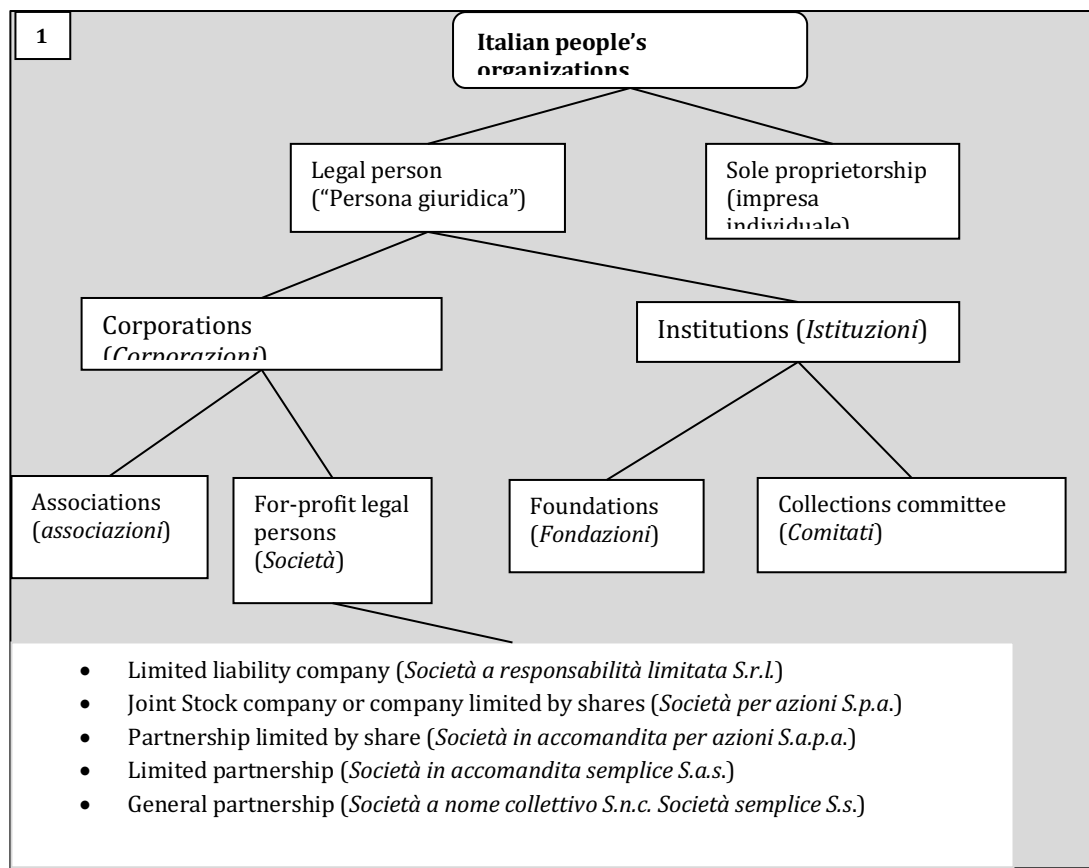 1
Italian people's
organizations
Legal person
("Persona giuridica")
Sole proprietorship
(impresa
individuale)
Corporations
(Corporazioni)
Institutions (Istituzioni)
Associations
(associazioni)
For-profit legal
persons
(Società)
Foundations
(Fondazioni)
Collections committee
(Comitati)
• Limited liability company (Società a responsabilità limitata S.r.l.)
• Joint Stock company or company limited by shares (Società per azioni S.p.a.)
• Partnership limited by share (Società in accomandita per azioni S.a.p.a.)
• Limited partnership (Società in accomandita semplice S.a.s.)
• General partnership (Società a nome collettivo S.n.c. Società semplice S.s.)